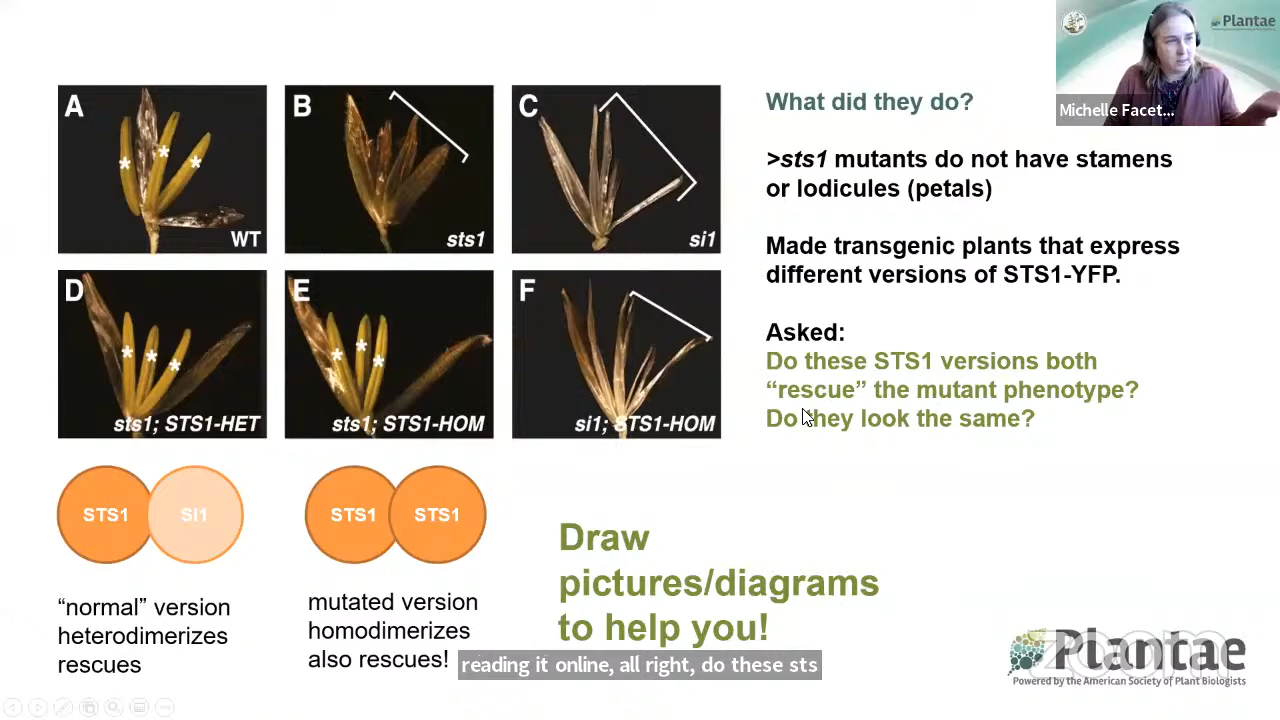 Plantae
Michelle Facet...
A
WT
B
sts1
C
si1
D
sts1; STS1-HET
E
sts1; STS1-HOM
F
si1; STS1-HOM
What did they do?
>sts1 mutants do not have stamens
or lodicules (petals)
Made transgenic plants that express
different versions of STS1-YFP.
Asked:
Do these STS1 versions both
“rescue” the mutant phenotype?
Do they look the same?
STS1
SI1
STS1
STS1
“normal” version
heterodimerizes
rescues
mutated version
homodimerizes
also rescues!
Draw
pictures/diagrams
to help you!
reading it online, all right, do these sts
zoom
Plantae
Powered by the American Society of Plant Biologists